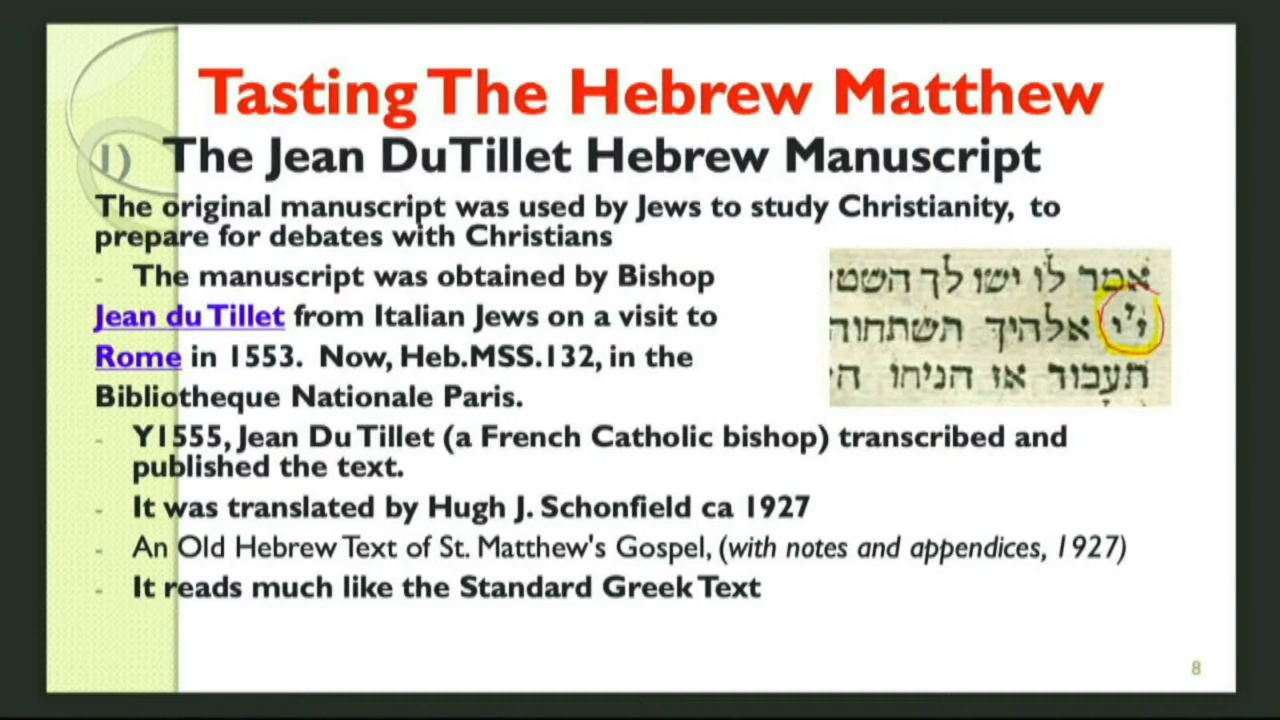 Tasting The Hebrew Matthew
1) The Jean DuTillet Hebrew Manuscript
The original manuscript was used by Jews to study Christianity, to
prepare for debates with Christians
- The manuscript was obtained by Bishop
Jean du Tillet from Italian Jews on a visit to
Rome in 1553. Now, Heb.MSS.132, in the
Bibliotheque Nationale Paris.
אמר לו ישו לך השטי
ייי אלהיך תשתחוה
תעבוד אז הניחו הי
- Y1555, Jean Du Tillet (a French Catholic bishop) transcribed and
published the text.
- It was translated by Hugh J. Schonfield ca 1927
- An Old Hebrew Text of St. Matthew's Gospel, (with notes and appendices, 1927)
- It reads much like the Standard Greek Text
8